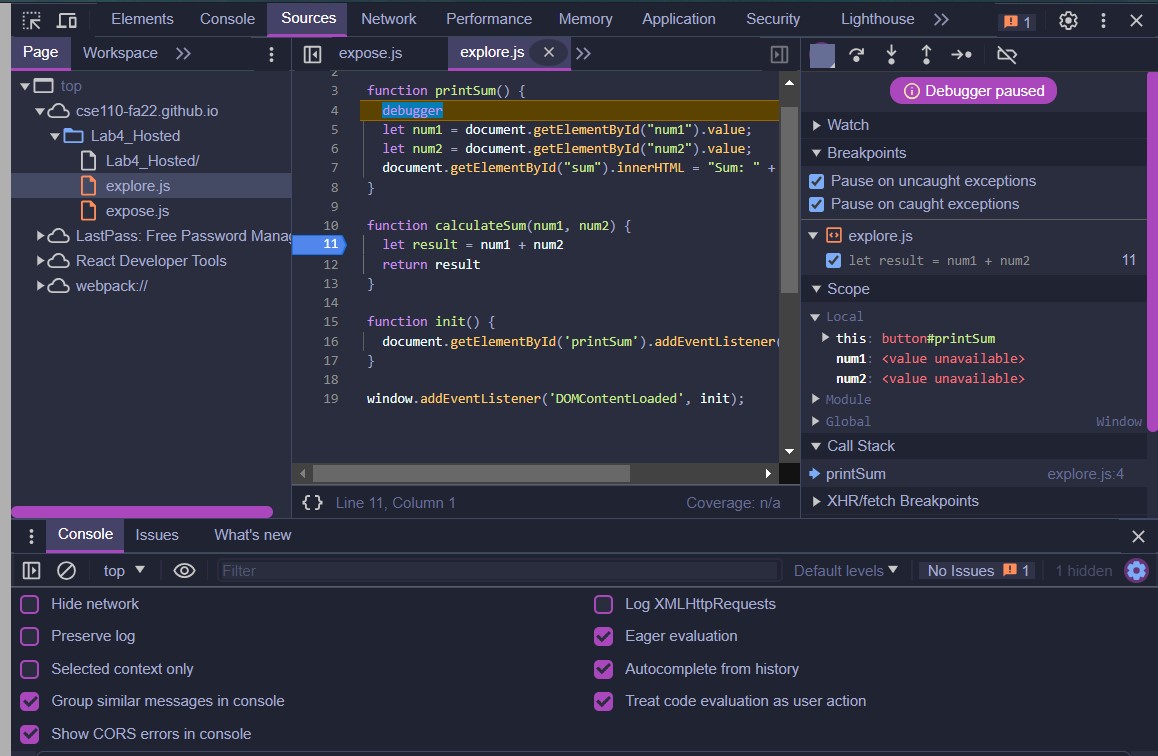 Elements Console Sources Network Performance Memory Application Security Lighthouse 1
Page Workspace
top
cse110-fa22.github.io
Lab4_Hosted
Lab4_Hosted/
explore.js
expose.js
LastPass: Free Password Manag
React Developer Tools
webpack://
expose.js explore.js
2
3 function printSum() {
4 debugger
5 let num1 = document.getElementById("num1").value;
6 let num2 = document.getElementById("num2").value;
7 document.getElementById("sum").innerHTML = "Sum: " +
8 }
9
10 function calculateSum(num1, num2) {
11 let result = num1 + num2
12 return result
13 }
14
15 function init() {
16 document.getElementById('printSum').addEventListener(
17 }
18
19 window.addEventListener('DOMContentLoaded', init);
{} Line 11, Column 1 Coverage: n/a
Debugger paused
Watch
Breakpoints
Pause on uncaught exceptions
Pause on caught exceptions
explore.js
let result = num1 + num2 11
Scope
Local
this: button#printSum
num1: <value unavailable>
num2: <value unavailable>
Module
Global Window
Call Stack
printSum explore.js:4
XHR/fetch Breakpoints
Console Issues What's new
top Filter Default levels No Issues 1 1 hidden
Hide network
Preserve log
Selected context only
Group similar messages in console
Show CORS errors in console
Log XMLHttpRequests
Eager evaluation
Autocomplete from history
Treat code evaluation as user action